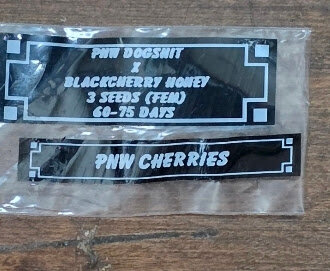 PNW DOGSHIT
X
BLACKCHERRY HONEY
3 SEEDS (FEM)
60-75 DAYS
PNW CHERRIES